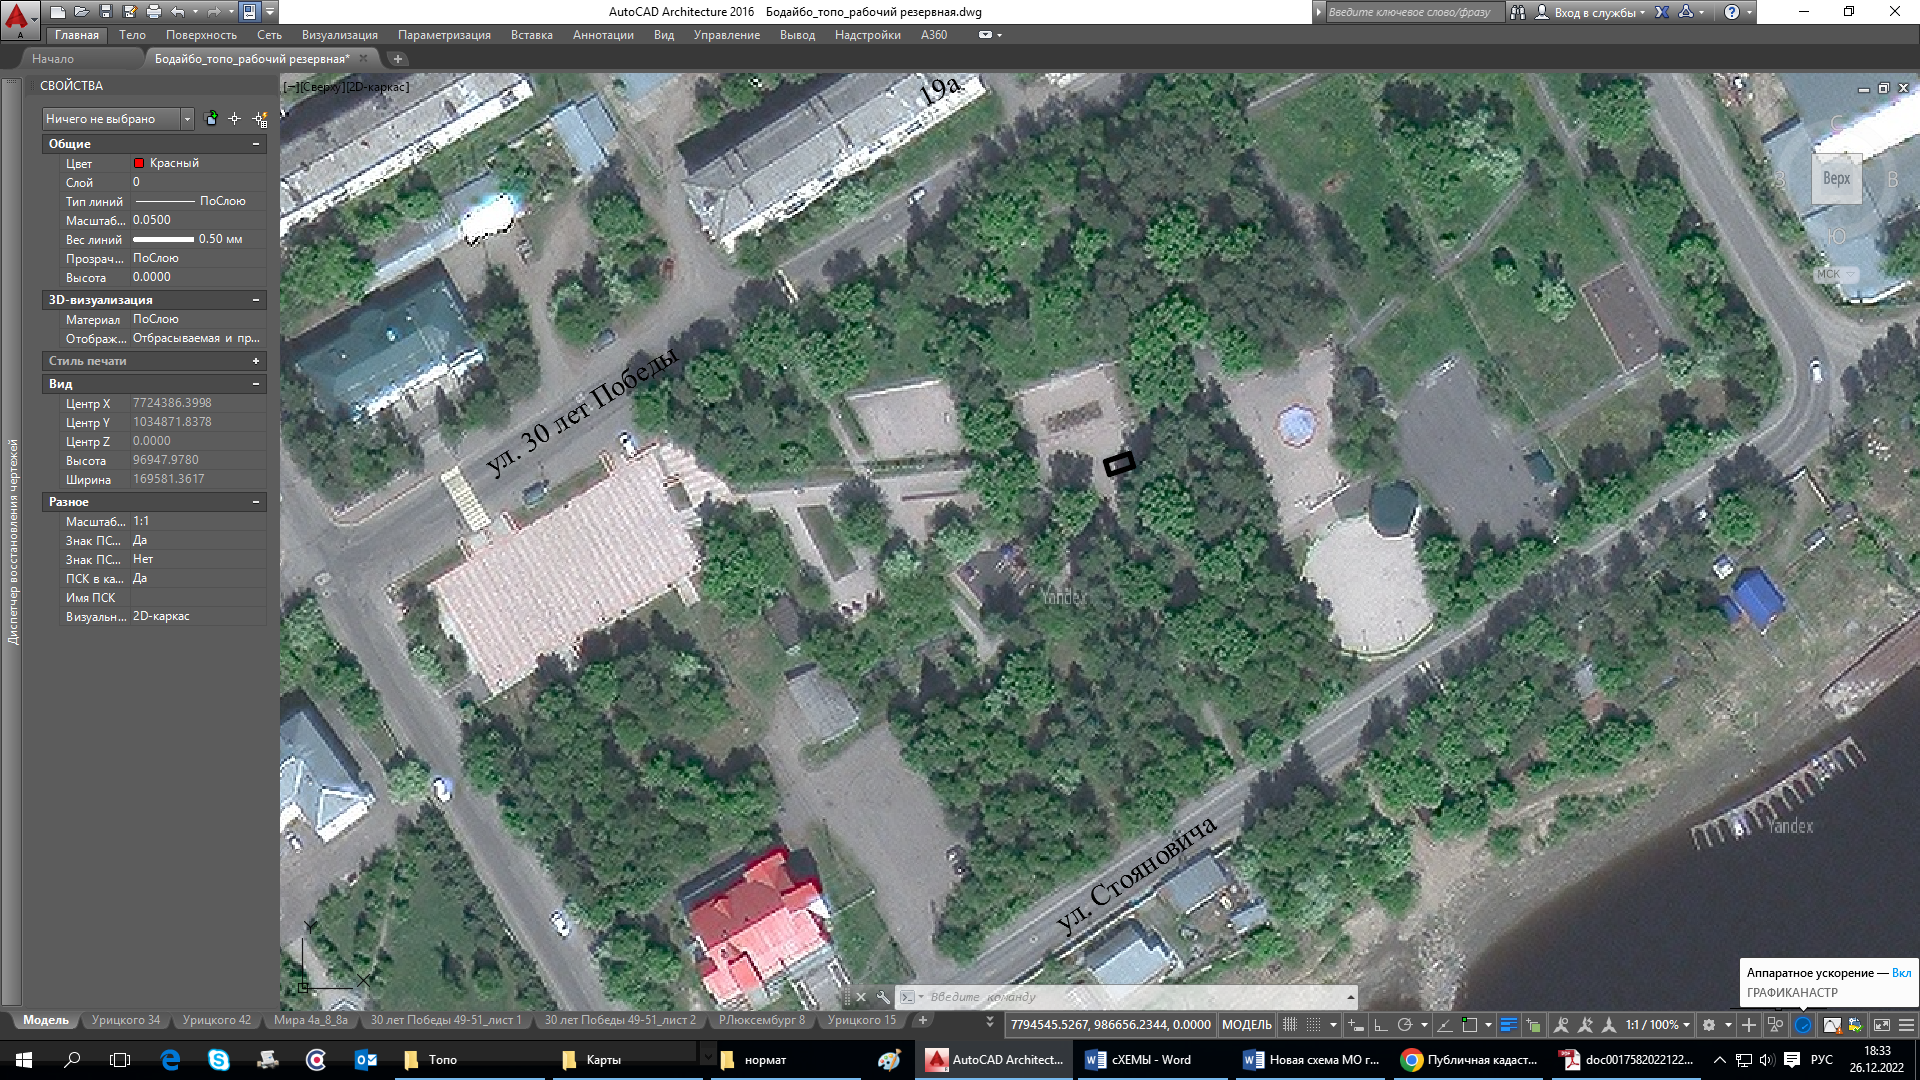 AutoCAD Architecture 2016    Бодайбо_топо_рабочий резервная.dwg
Введите ключевое слово/фразу
Вход в службы
Главная Тело Поверхность Сеть Визуализация Параметризация Вставка Аннотации Вид Управление Вывод Надстройки A360
Начало
Бодайбо_топо_рабочий резервная*
СВОЙСТВА
[−][Сверху][2D-каркас]
Ничего не выбрано
Общие
Цвет Красный
Слой 0
Тип линий ПоСлою
Масштаб... 0.0500
Вес линий 0.50 мм
Прозрач... ПоСлою
Высота 0.0000
3D-визуализация
Материал ПоСлою
Отображ... Отбрасываемая и пр...
Стиль печати
Вид
Центр X 7724386.3998
Центр Y 1034871.8378
Центр Z 0.0000
Высота 96947.9780
Ширина 169581.3617
Разное
Масштаб... 1:1
Знак ПС... Да
Знак ПС... Нет
ПСК в ка... Да
Имя ПСК
Визуальн... 2D-каркас
Диспетчер восстановления чертежей
19а
ул. 30 лет Победы
ул. Стояновича
Yandex
Yandex
С
З
Верх
В
Ю
МСК
Y
X
Аппаратное ускорение — Вкл
ГРАФИКАНАСТР
Введите команду
Модель Урицкого 34 Урицкого 42 Мира 4а_8_8а 30 лет Победы 49-51_лист 1 30 лет Победы 49-51_лист 2 РЛюксембург 8 Урицкого 15
7794545.5267, 986656.2344, 0.0000 МОДЕЛЬ
1:1 / 100%
Топо
Карты
нормат
AutoCAD Architect...
сХЕМЫ - Word
Новая схема МО г...
Публичная кадаст...
doc0017582022122...
РУС
18:33
26.12.2022